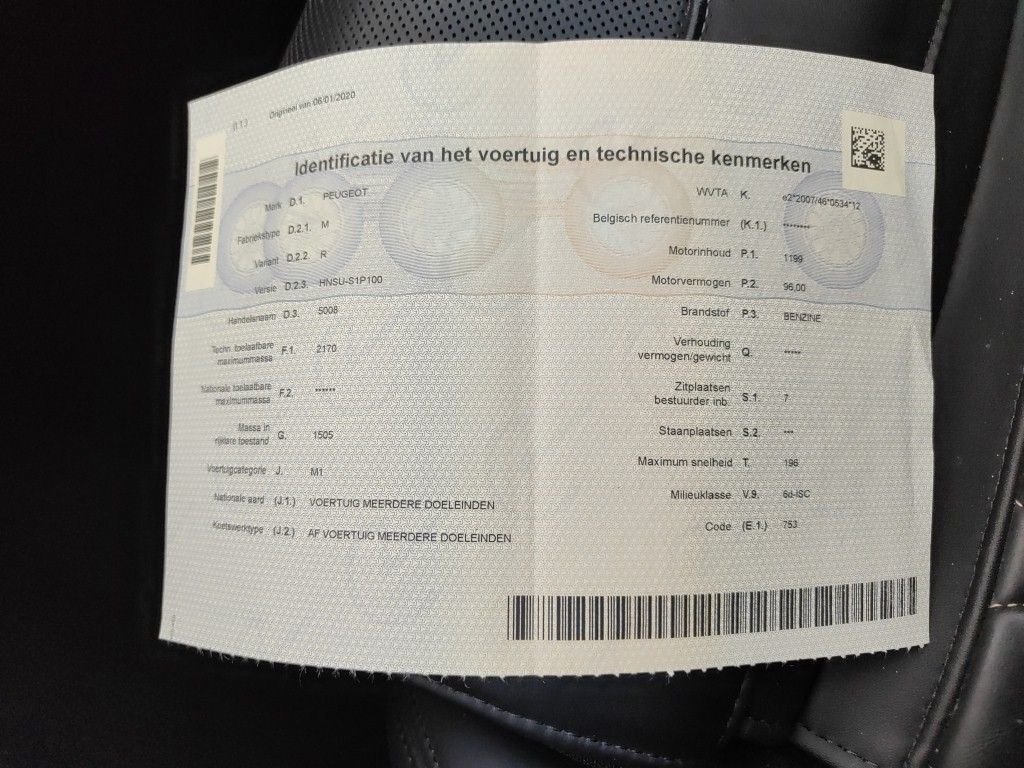 (11) Origineel van 06/01/2020
Identificatie van het voertuig en technische kenmerken
Merk D.1. PEUGEOT
Fabriekstype D.2.1. M
Variant D.2.2. R
Versie D.2.3. HNSU-S1P100
Handelsnaam D.3. 5008
Techn. toelaatbare
maximummassa F.1. 2170
Nationale toelaatbare
maximummassa F.2. ******
Massa in
rijklare toestand G. 1505
Voertuigcategorie J. M1
Nationale aard (J.1.) VOERTUIG MEERDERE DOELEINDEN
Koetswerktype (J.2.) AF VOERTUIG MEERDERE DOELEINDEN
WVTA K. e2*2007/46*0534*12
Belgisch referentienummer (K.1.) ********
Motorinhoud P.1. 1199
Motorvermogen P.2. 96,00
Brandstof P.3. BENZINE
Verhouding
vermogen/gewicht Q. *****
Zitplaatsen
bestuurder inb. S.1. 7
Staanplaatsen S.2. ***
Maximum snelheid T. 196
Milieuklasse V.9. 6d-ISC
Code (E.1.) 753